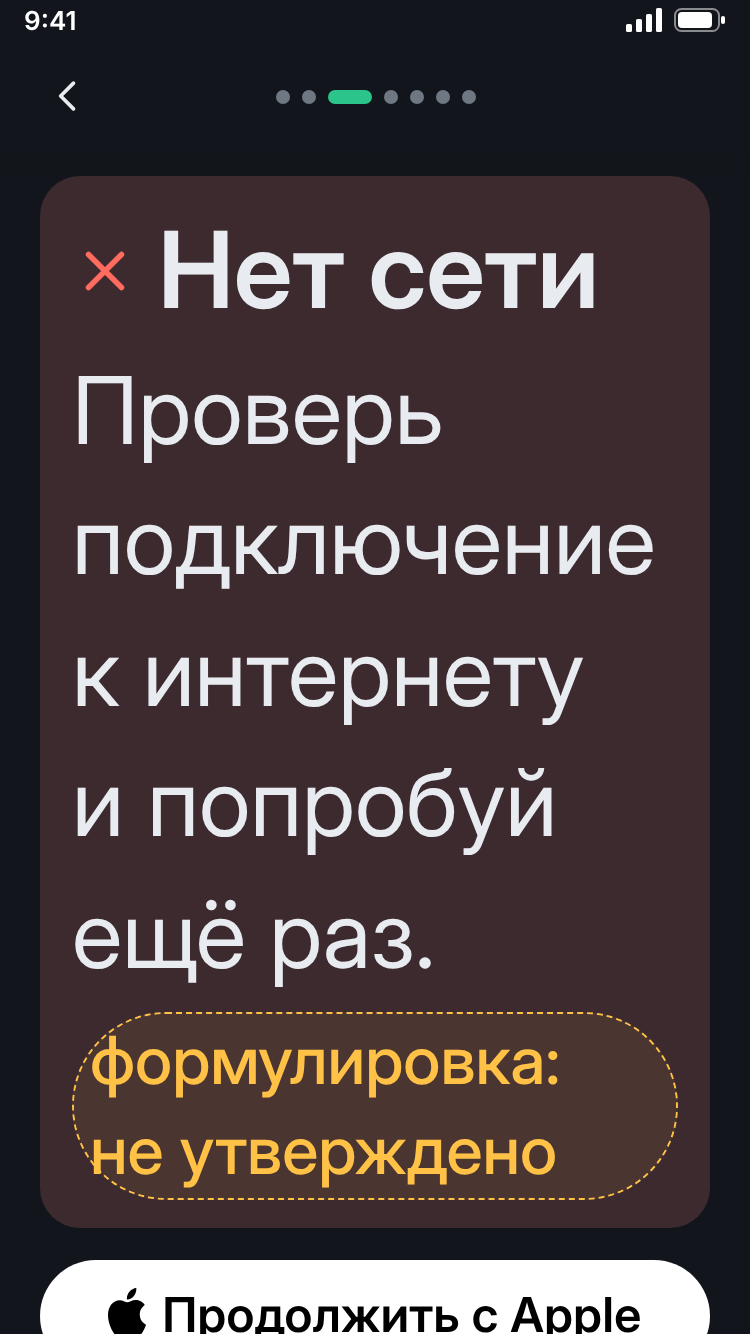 9:41
Нет сети
Проверь
подключение
к интернету
и попробуй
ещё раз.
формулировка:
не утверждено
Продолжить с Apple